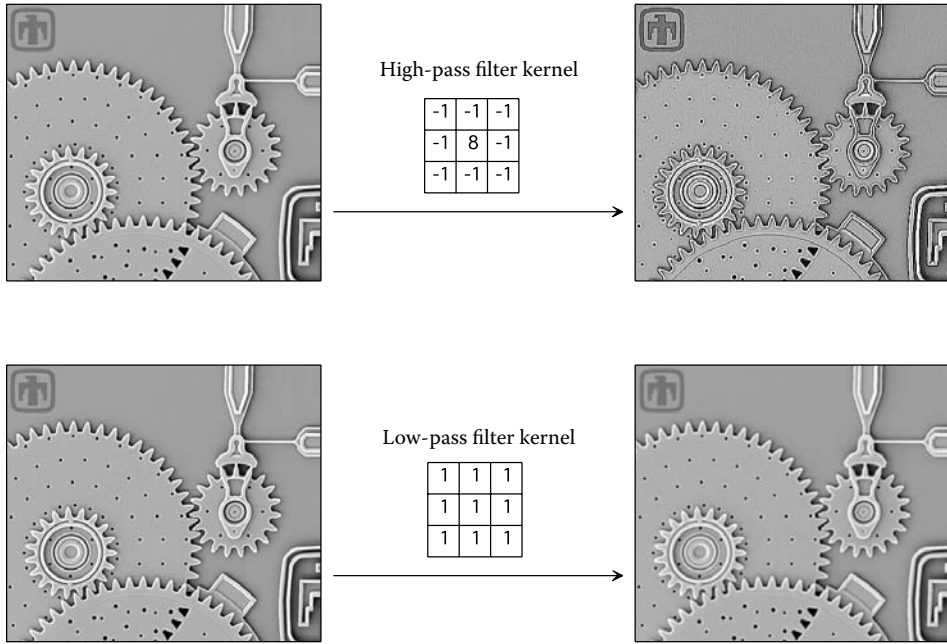 High-pass filter kernel
-1 -1 -1
-1 8 -1
-1 -1 -1
Low-pass filter kernel
1 1 1
1 1 1
1 1 1